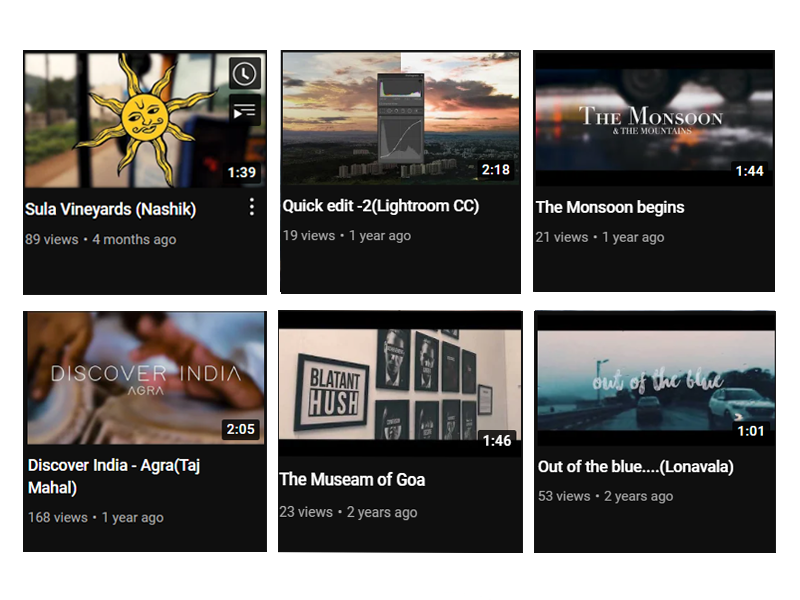 1:39
Sula Vineyards (Nashik)
89 views • 4 months ago
2:18
Quick edit -2(Lightroom CC)
19 views • 1 year ago
THE MONSOON
& THE MOUNTAINS
1:44
The Monsoon begins
21 views • 1 year ago
DISCOVER INDIA
AGRA
2:05
Discover India - Agra(Taj
Mahal)
168 views • 1 year ago
BLATANT
HUSH
1:46
The Museam of Goa
23 views • 2 years ago
out of the blue
1:01
Out of the blue....(Lonavala)
53 views • 2 years ago